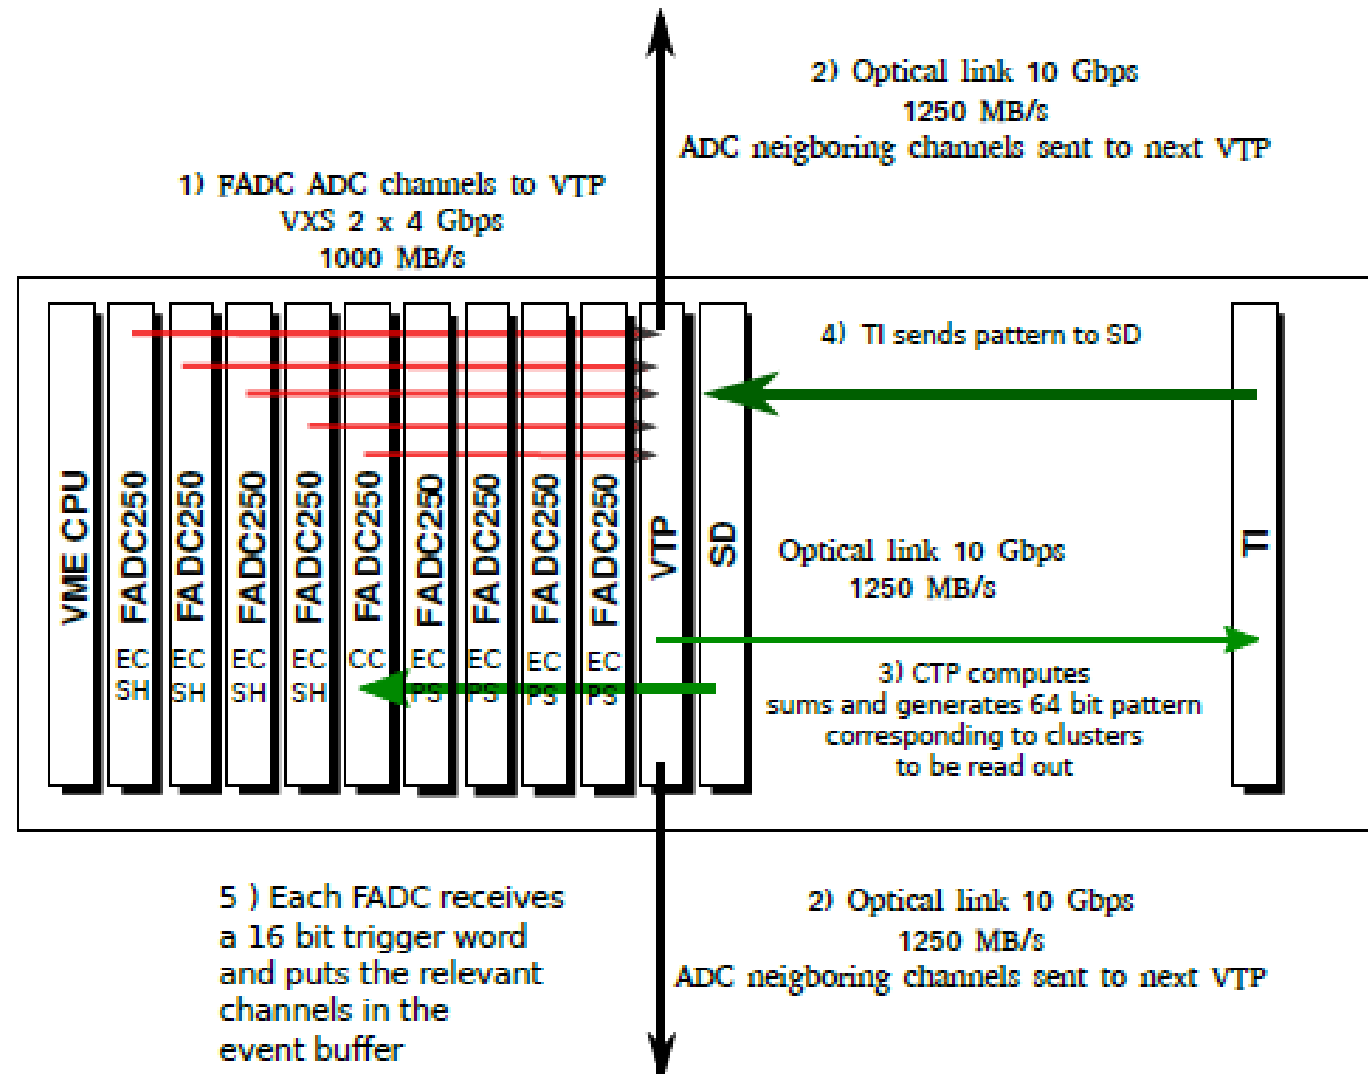 2) Optical link 10 Gbps
1250 MB/s
ADC neigboring channels sent to next VTP
1) FADC ADC channels to VTP
VXS 2 x 4 Gbps
1000 MB/s
4) TI sends pattern to SD
VME CPU
FADC250
FADC250
FADC250
FADC250
FADC250
FADC250
FADC250
FADC250
FADC250
VTP
SD
TI
Optical link 10 Gbps
1250 MB/s
EC
SH
EC
SH
EC
SH
EC
SH
CC
EC
PS
EC
PS
EC
PS
EC
PS
3) CTP computes
sums and generates 64 bit pattern
corresponding to clusters
to be read out
5 ) Each FADC receives
a 16 bit trigger word
and puts the relevant
channels in the
event buffer
2) Optical link 10 Gbps
1250 MB/s
ADC neigboring channels sent to next VTP